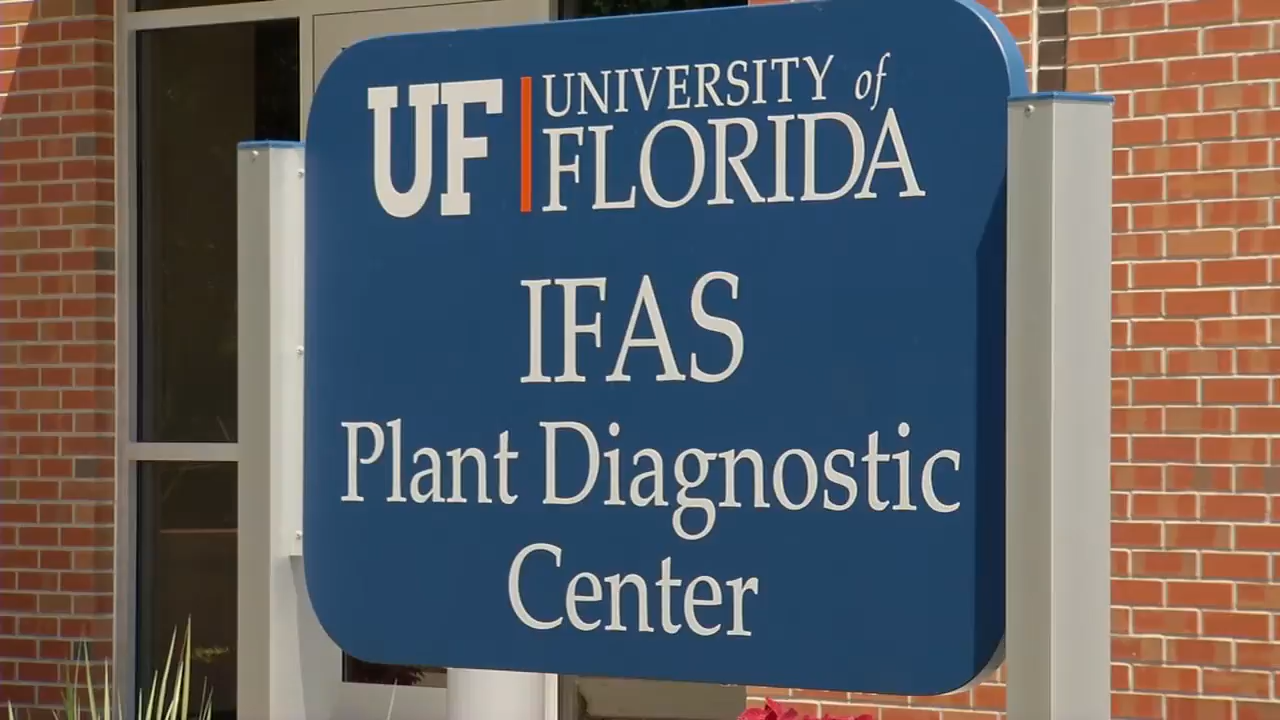 UF | UNIVERSITY of
FLORIDA
IFAS
Plant Diagnostic
Center